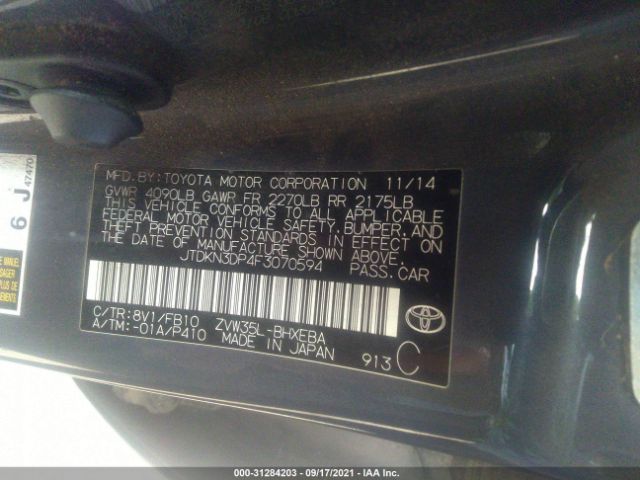 MFD.BY:TOYOTA MOTOR CORPORATION 11/14
GVWR 4090LB GAWR FR 2270LB RR 2175LB
THIS VEHICLE CONFORMS TO ALL APPLICABLE
FEDERAL MOTOR VEHICLE SAFETY, BUMPER, AND
THEFT PREVENTION STANDARDS IN EFFECT ON
THE DATE OF MANUFACTURE SHOWN ABOVE.
JTDKN3DP4F3070594 PASS.CAR
C/TR:8V1/FB10 ZVW35L-BHXEBA
A/TM:-01A/P410 MADE IN JAPAN
913 C
6 J
47470
000-31284203 - 09/17/2021 - IAA Inc.